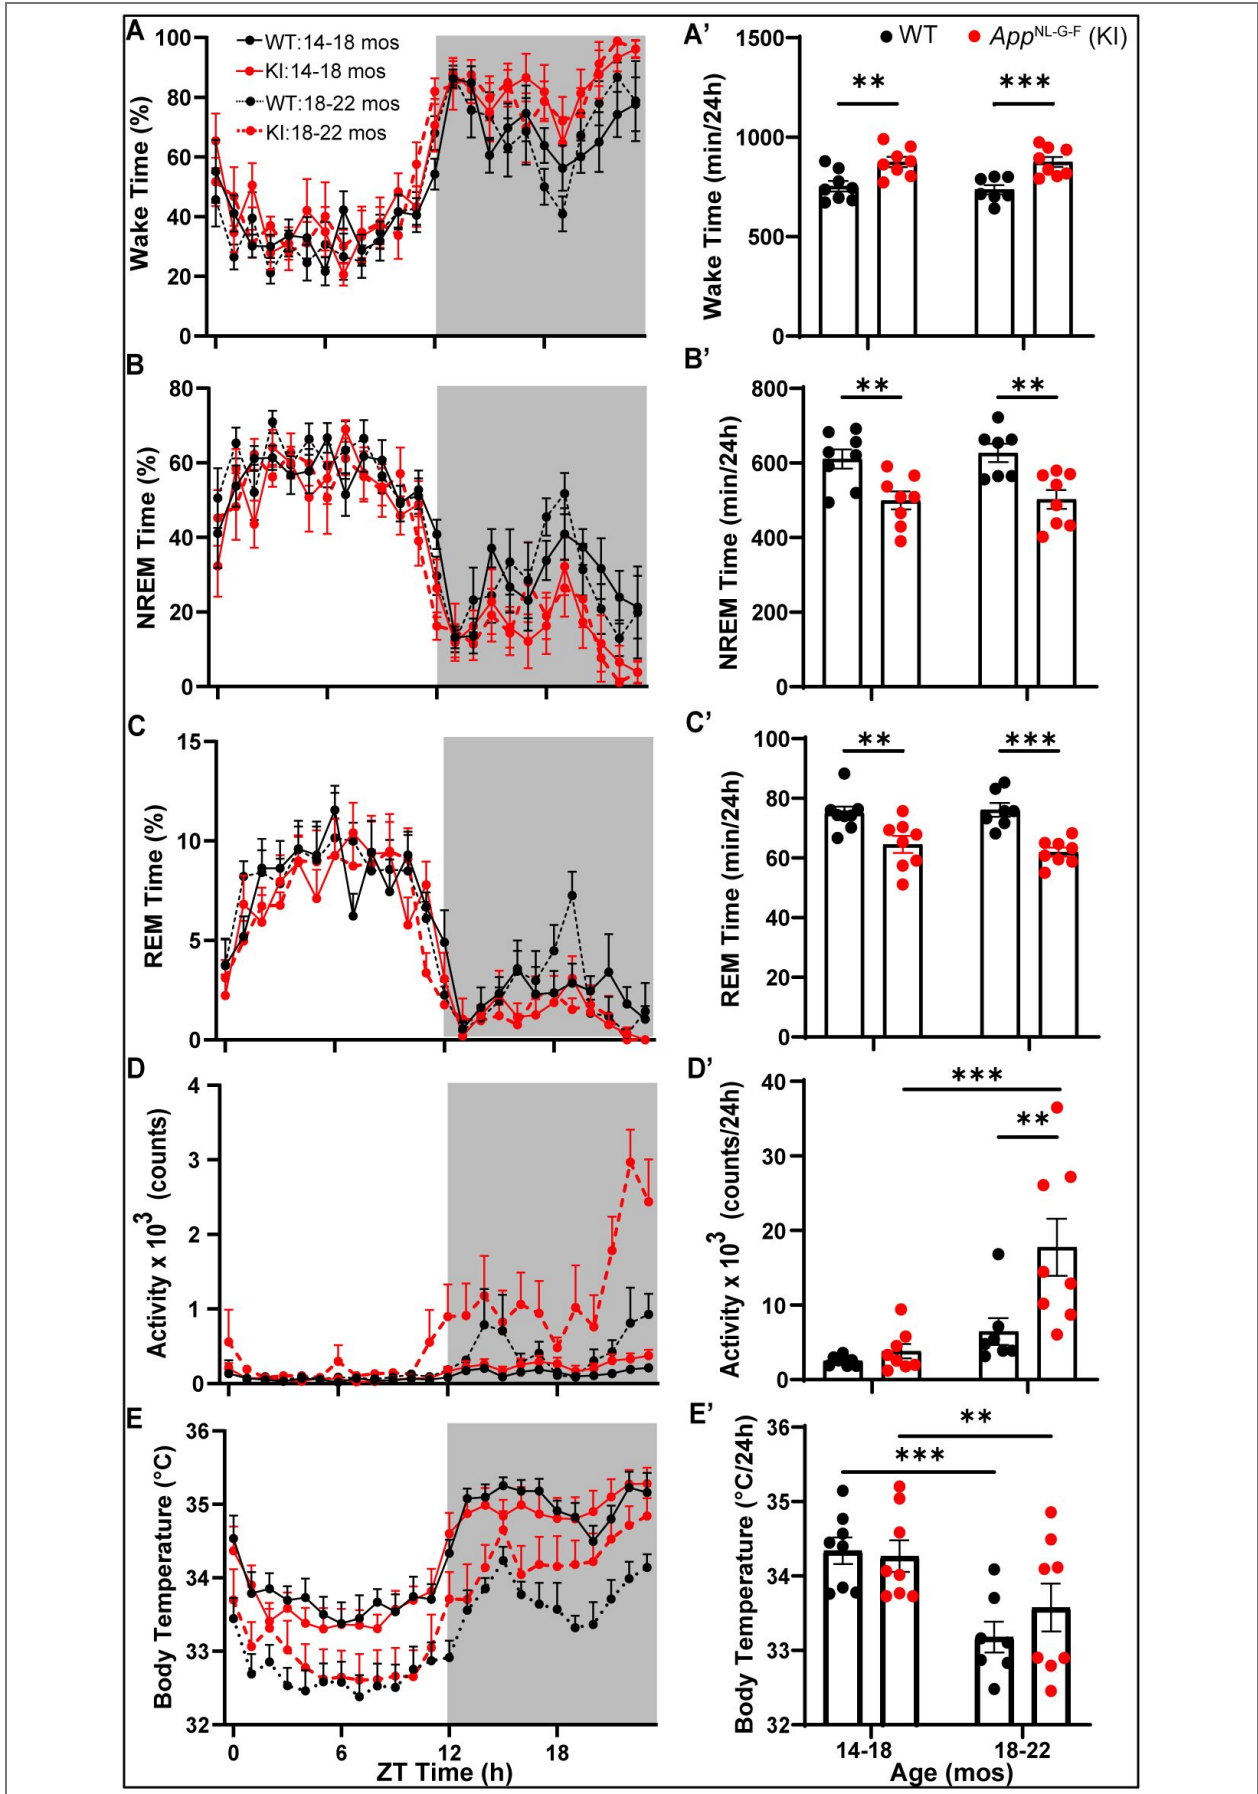 A
WT:14-18 mos
KI:14-18 mos
WT:18-22 mos
KI:18-22 mos
Wake Time (%)
100
80
60
40
20
0
A’
WT
App^NL-G-F (KI)
Wake Time (min/24h)
1500
1000
500
0
**
***
B
NREM Time (%)
80
60
40
20
0
B’
NREM Time (min/24h)
800
600
400
200
0
**
**
C
REM Time (%)
15
10
5
0
C’
REM Time (min/24h)
100
80
60
40
20
0
**
***
D
Activity x 10³ (counts)
4
3
2
1
0
D’
Activity x 10³ (counts/24h)
40
30
20
10
0
***
**
E
Body Temperature (°C)
36
35
34
33
32
0 6 12 18
ZT Time (h)
E’
Body Temperature (°C/24h)
36
35
34
33
32
**
***
14-18 18-22
Age (mos)